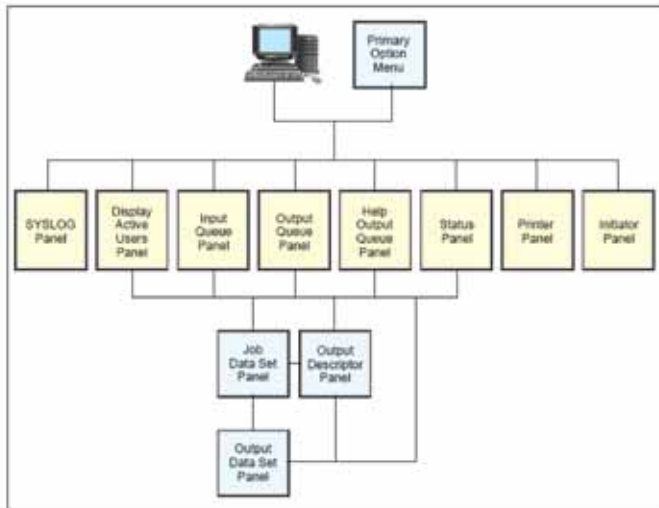 Primary
Option
Menu
SYSLOG
Panel
Display
Active
Users
Panel
Input
Queue
Panel
Output
Queue
Panel
Help
Output
Queue
Panel
Status
Panel
Printer
Panel
Initiator
Panel
Job
Data Set
Panel
Output
Descriptor
Panel
Output
Data Set
Panel